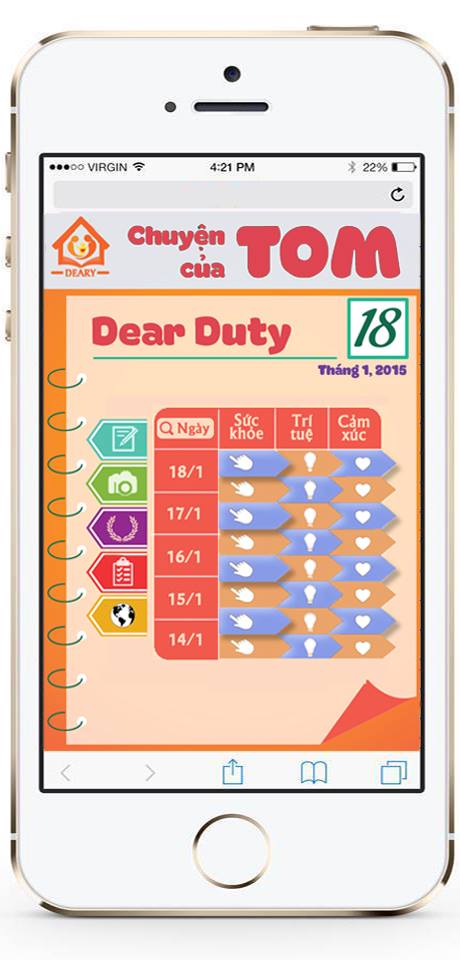 VIRGIN 4:21 PM 22%
Chuyện
của TOM
DEARY
Dear Duty 18
Tháng 1, 2015
Ngày Sức khỏe Trí tuệ Cảm xúc
18/1
17/1
16/1
15/1
14/1